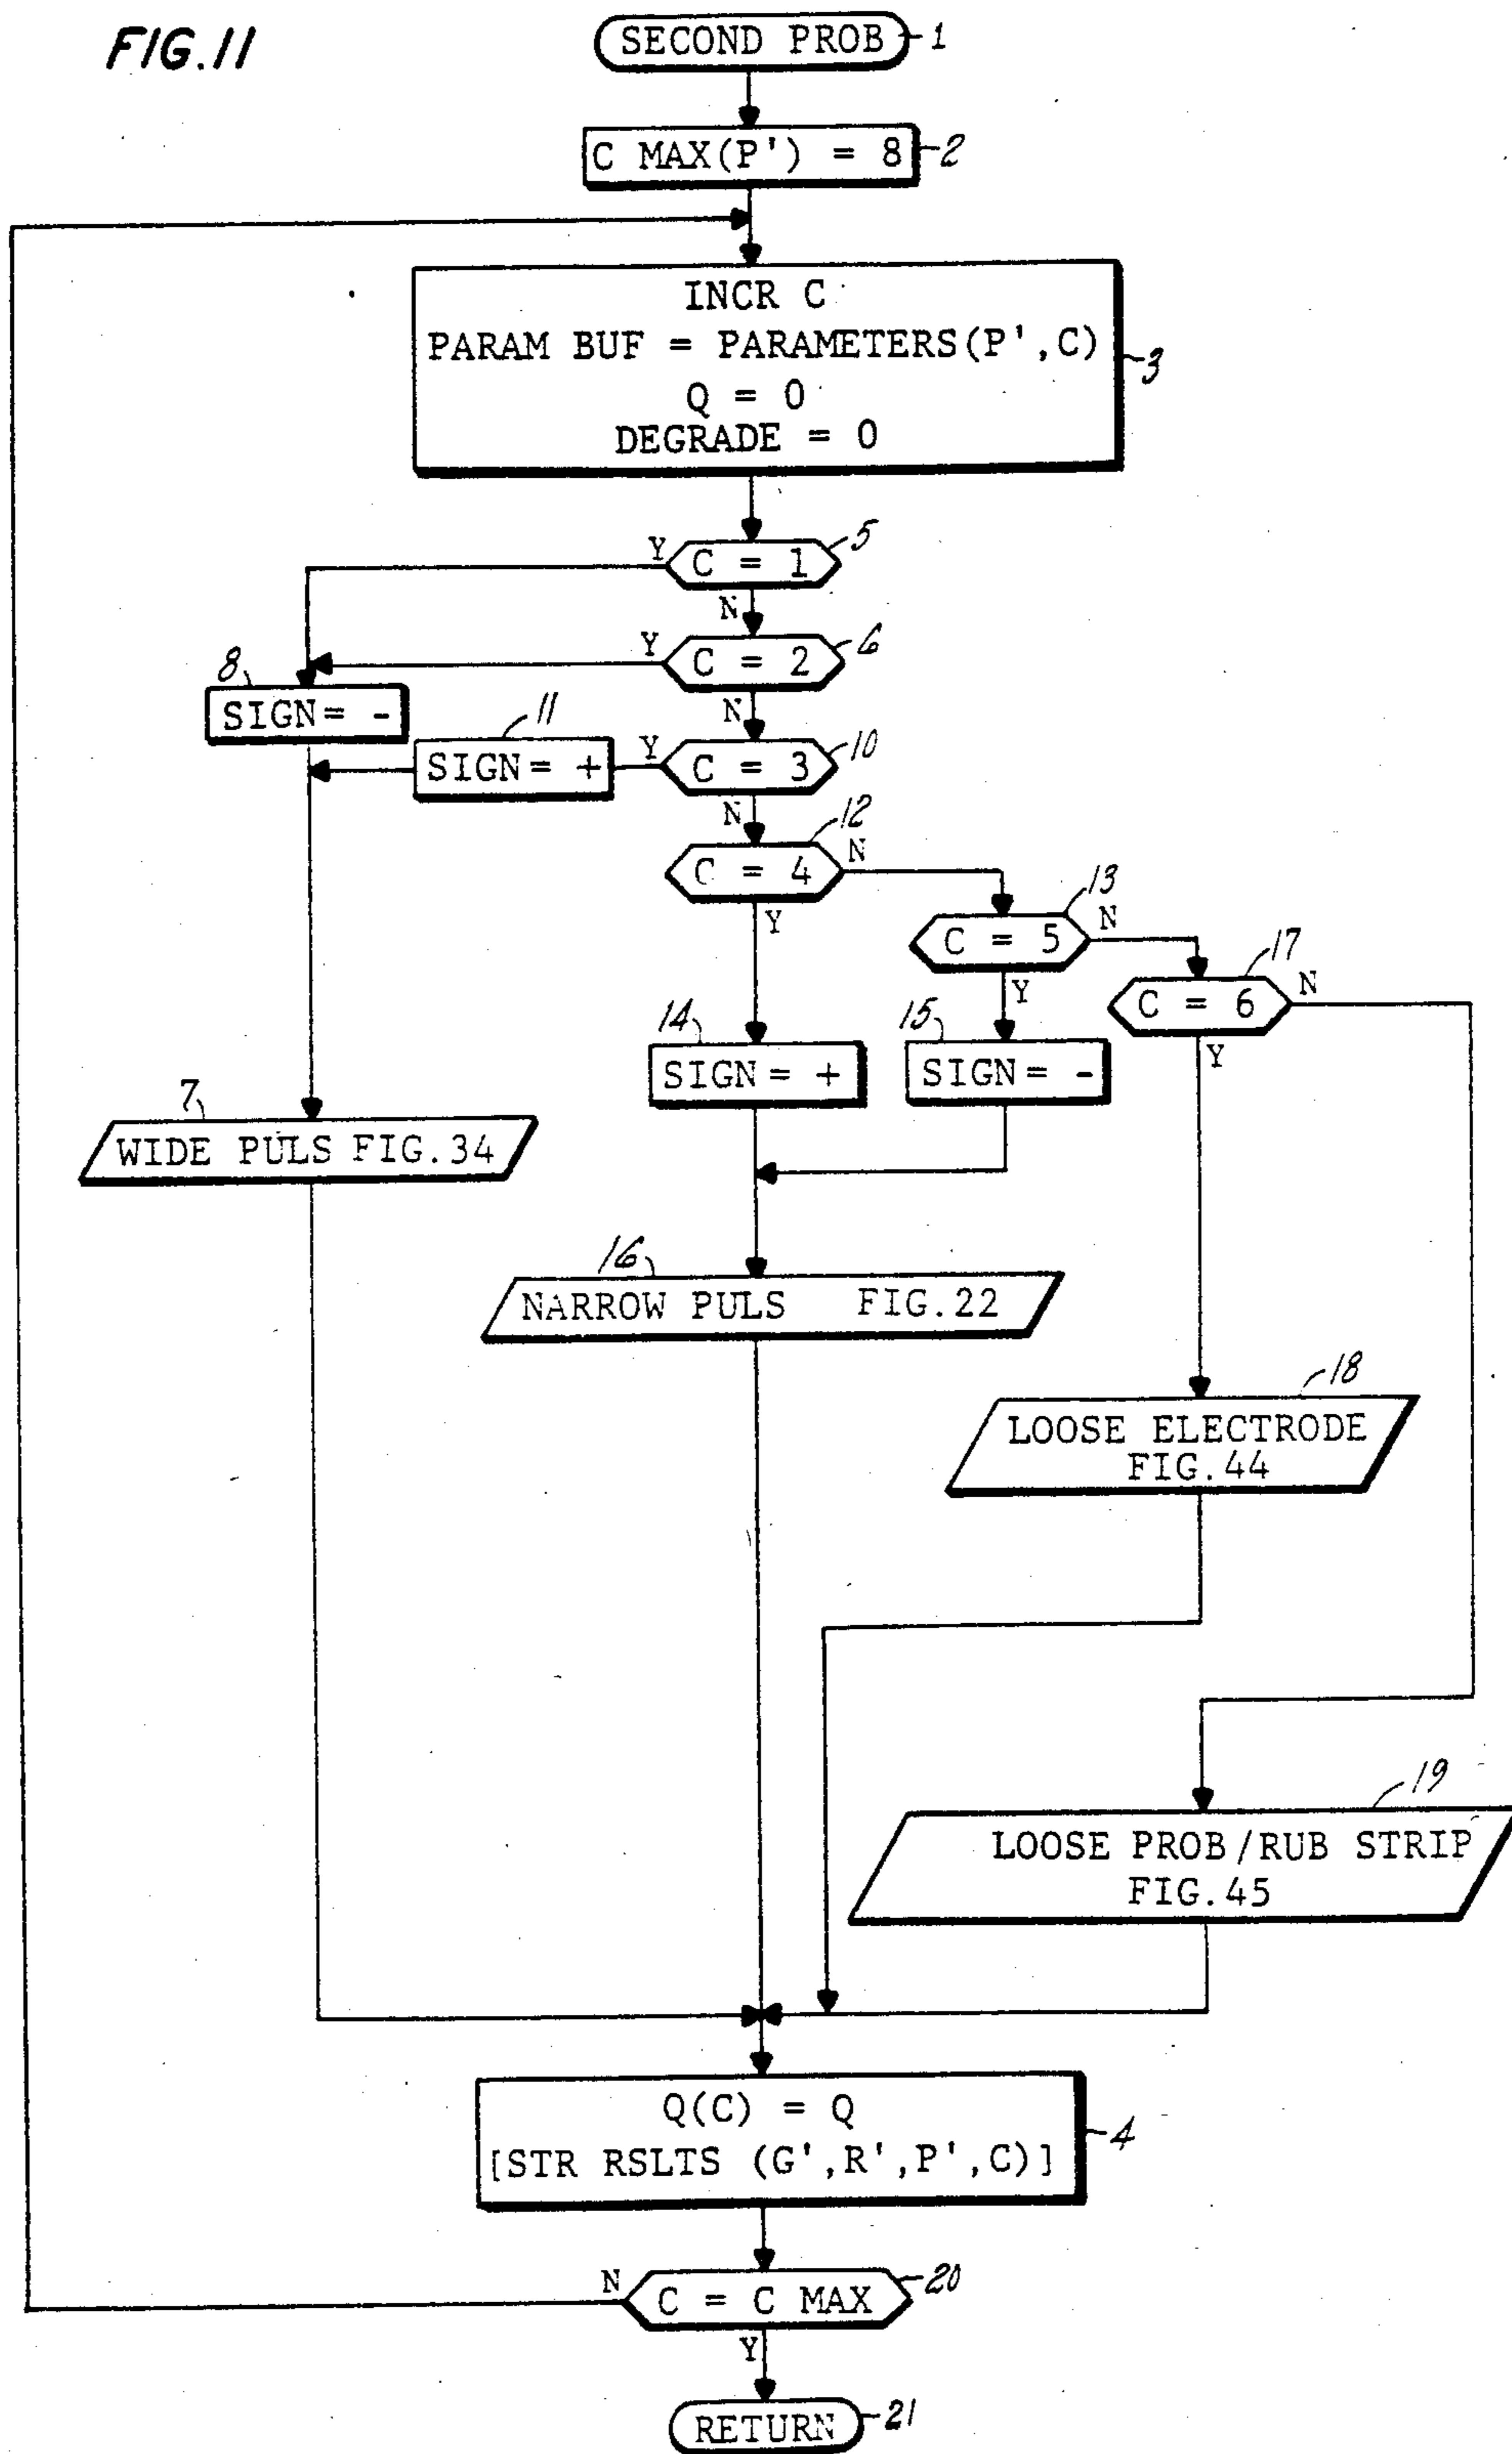 FIG.11
SECOND PROB
1
C MAX(P') = 8
2
INCR C
PARAM BUF = PARAMETERS(P',C)
Q = 0
DEGRADE = 0
3
C = 1
5
Y
N
C = 2
6
Y
N
8
SIGN= -
11
SIGN= +
Y
C = 3
10
N
C = 4
12
N
Y
C = 5
13
N
Y
C = 6
17
N
Y
14
SIGN= +
15
SIGN= -
7
WIDE PULS FIG.34
16
NARROW PULS FIG.22
18
LOOSE ELECTRODE
FIG.44
19
LOOSE PROB/RUB STRIP
FIG.45
Q(C) = Q
[STR RSLTS (G',R',P',C)]
4
N
C = C MAX
20
Y
RETURN
21